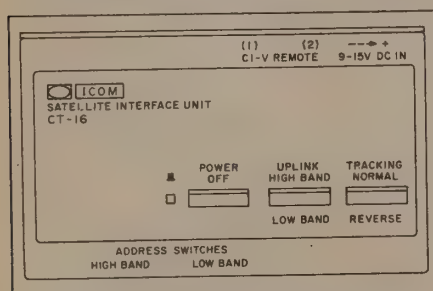 (1) (2) +
CI-V REMOTE 9-15V DC IN
ICOM
SATELLITE INTERFACE UNIT
CT-16
POWER UPLINK TRACKING
OFF HIGH BAND NORMAL
LOW BAND REVERSE
ADDRESS SWITCHES
HIGH BAND LOW BAND